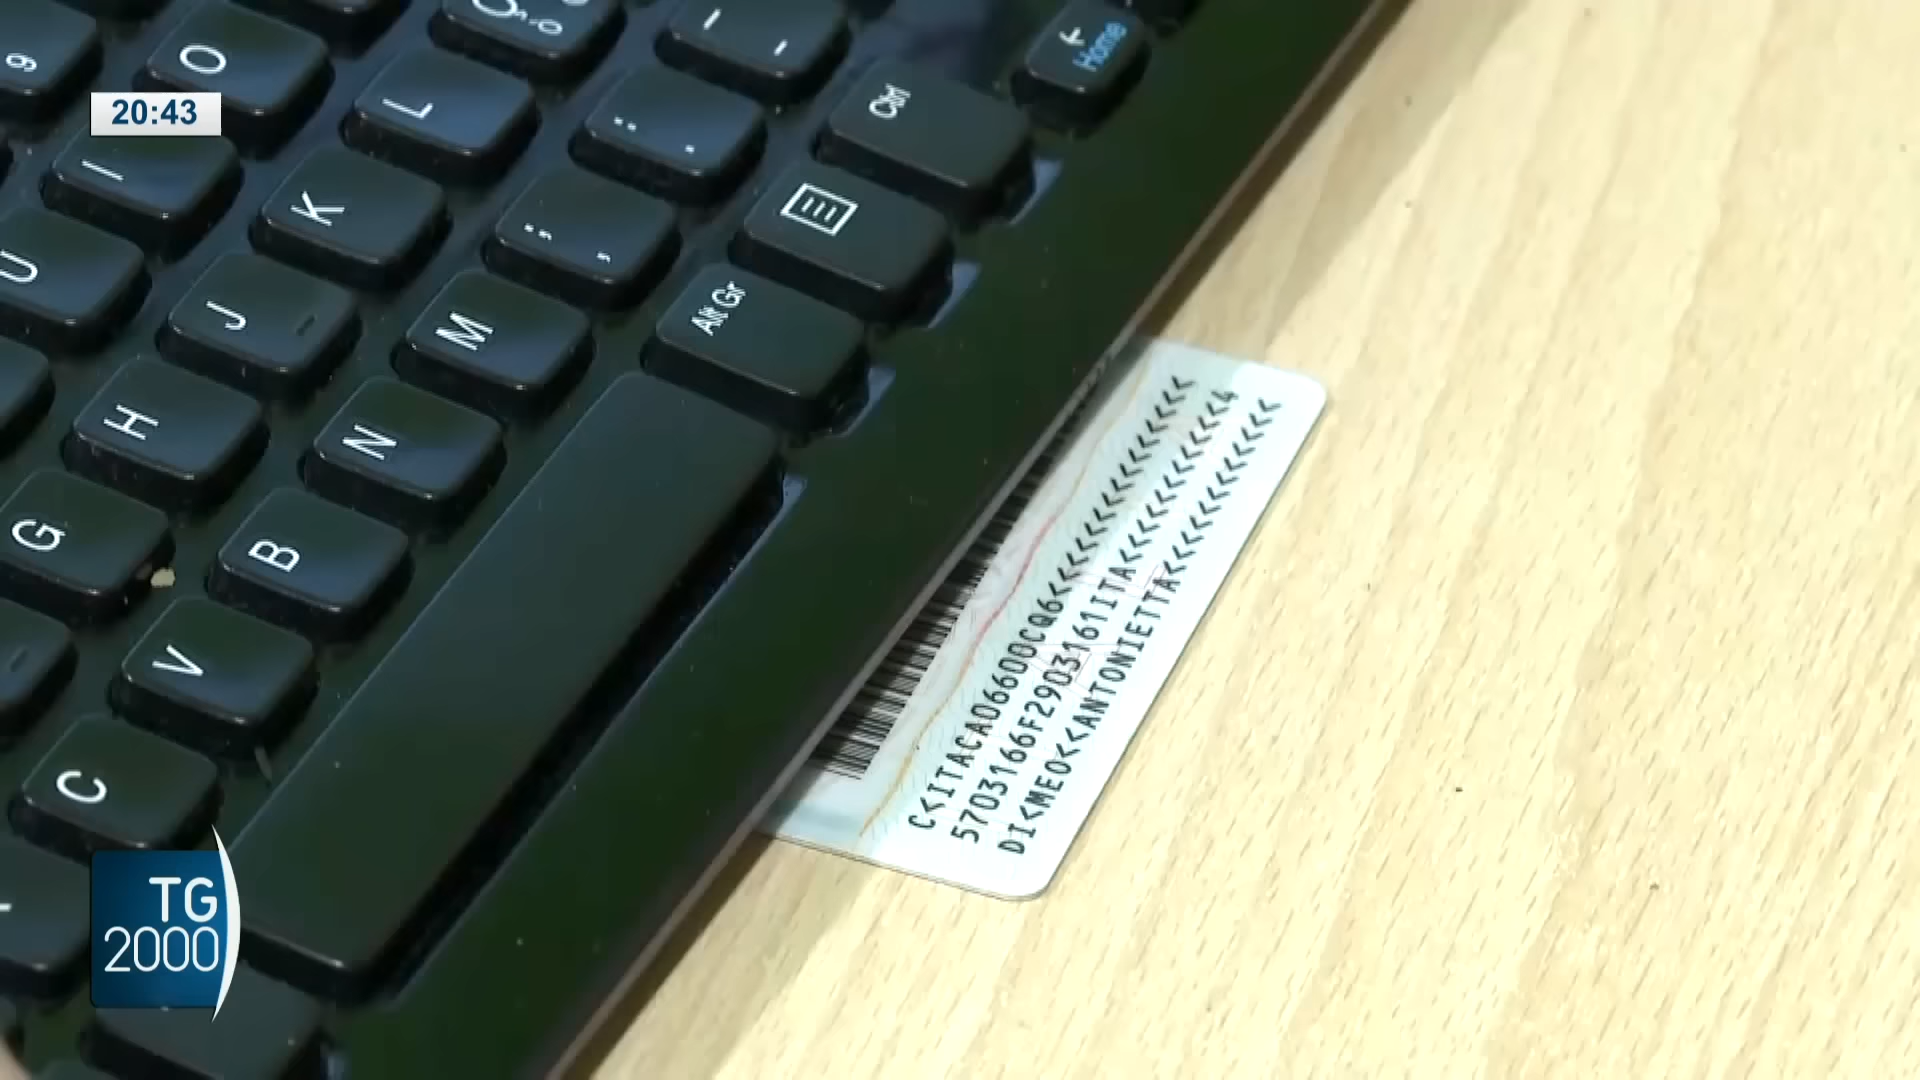 20:43
9
O
Ç
ò
@
-
Home
I
L
:
.
Ctrl
U
K
;
,
J
M
Alt Gr
H
N
G
B
V
C
C<ITACA06600CQ6<<<<<<<<<<<<<<<
5703166F2903161ITA<<<<<<<<<<<4
DI<MEO<<ANTONIETTA<<<<<<<<<<<<
TG
2000